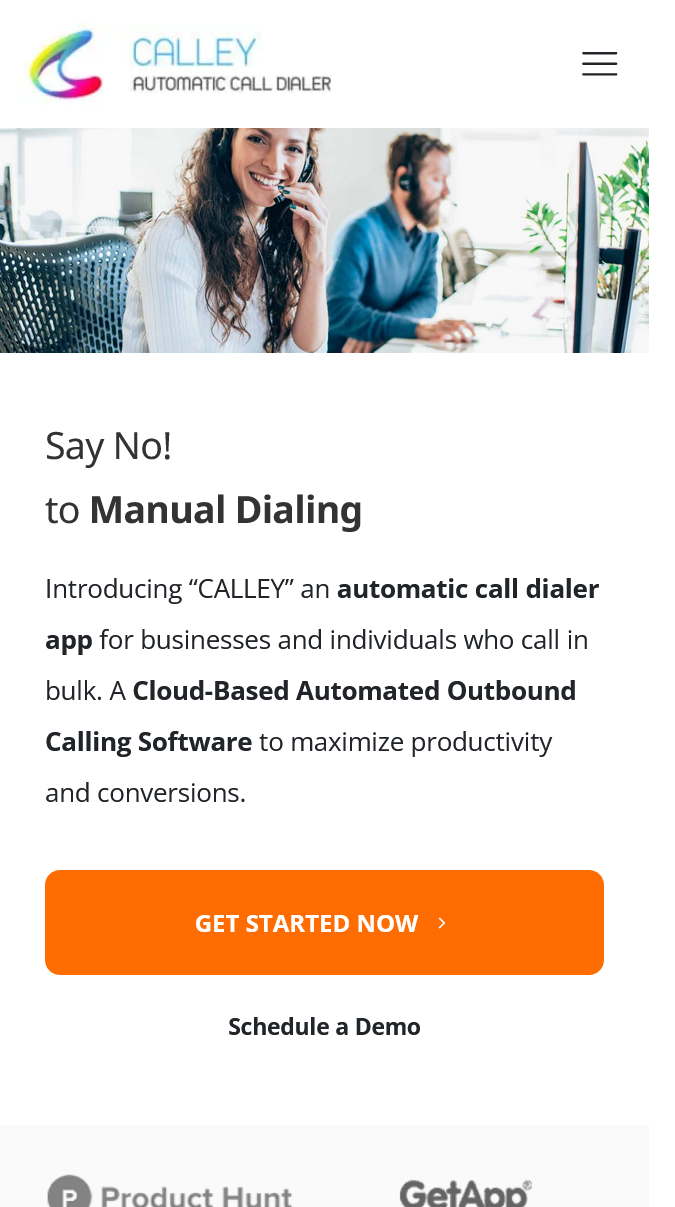 CALLEY
AUTOMATIC CALL DIALER
Say No!
to Manual Dialing
Introducing “CALLEY” an automatic call dialer
app for businesses and individuals who call in
bulk. A Cloud-Based Automated Outbound
Calling Software to maximize productivity
and conversions.
GET STARTED NOW
Schedule a Demo
P Product Hunt
GetApp®